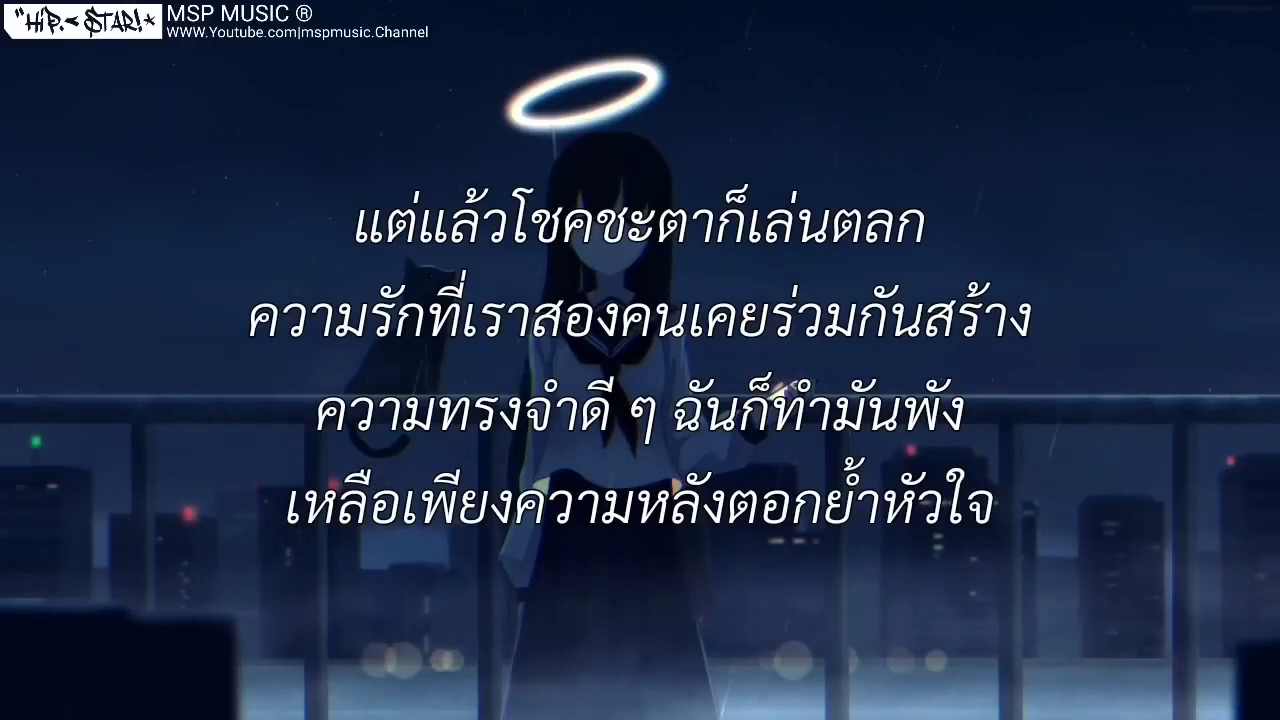 "HiP.< STAR!*
MSP MUSIC ®
WWW.Youtube.com|mspmusic.Channel
แต่แล้วโชคชะตาก็เล่นตลก
ความรักที่เราสองคนเคยร่วมกันสร้าง
ความทรงจำดี ๆ ฉันก็ทำมันพัง
เหลือเพียงความหลังตอกย้ำหัวใจ